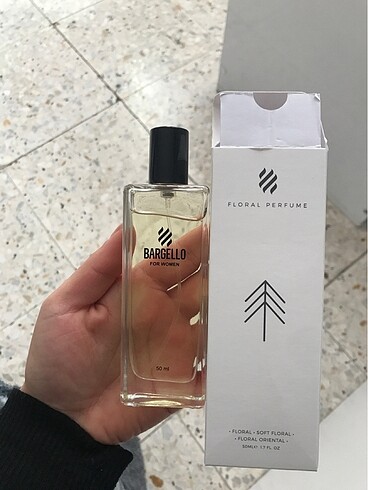 BARGELLO
FOR WOMEN
50 ml
FLORAL PERFUME
• FLORAL • SOFT FLORAL •
• FLORAL ORIENTAL •
50ML ℮ 1.7 FL. OZ